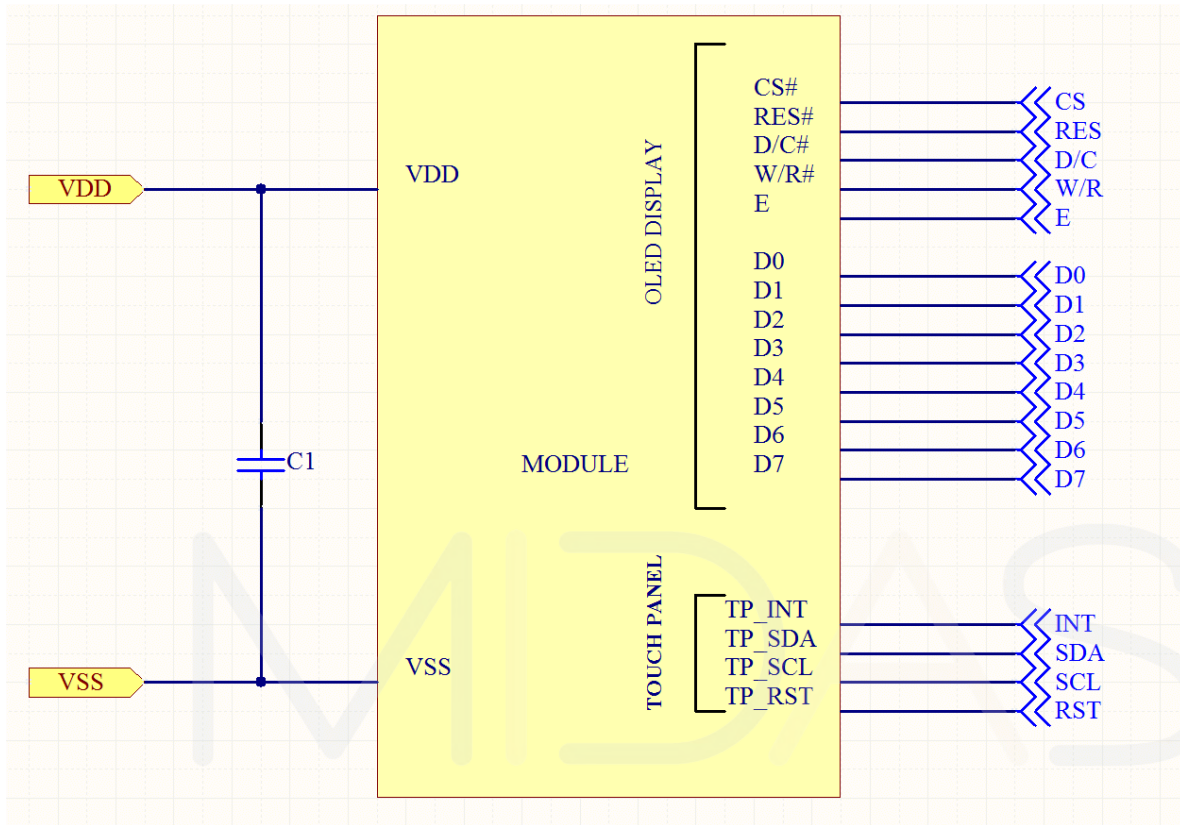 CS#
CS
RES#
RES
D/C#
D/C
VDD
VDD
W/R#
W/R
E
E
OLED DISPLAY
D0
D0
D1
D1
D2
D2
D3
D3
D4
D4
D5
D5
D6
D6
C1
MODULE
D7
D7
MIDAS
TOUCH PANEL
TP_INT
INT
TP_SDA
SDA
VSS
VSS
TP_SCL
SCL
TP_RST
RST